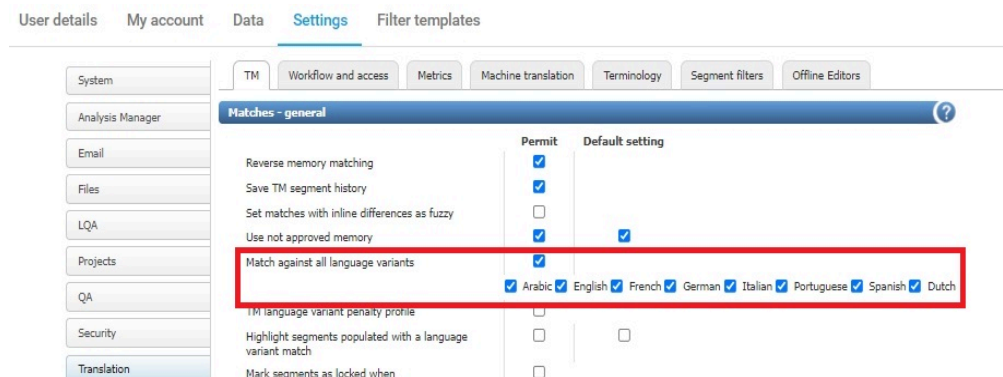 User details My account Data Settings Filter templates
System
Analysis Manager
Email
Files
LQA
Projects
QA
Security
Translation
TM Workflow and access Metrics Machine translation Terminology Segment filters Offline Editors
Matches - general ?
Permit Default setting
Reverse memory matching
Save TM segment history
Set matches with inline differences as fuzzy
Use not approved memory
Match against all language variants
Arabic English French German Italian Portuguese Spanish Dutch
TM language variant penalty profile
Highlight segments populated with a language
variant match
Mark segments as locked when